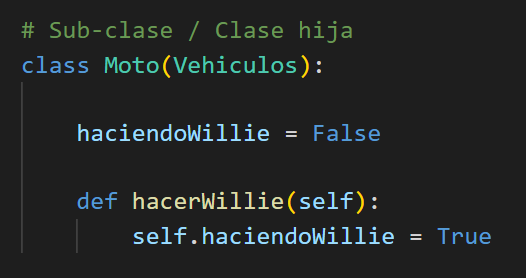 # Sub-clase / Clase hija
class Moto(Vehiculos):
    haciendoWillie = False
    def hacerWillie(self):
        self.haciendoWillie = True